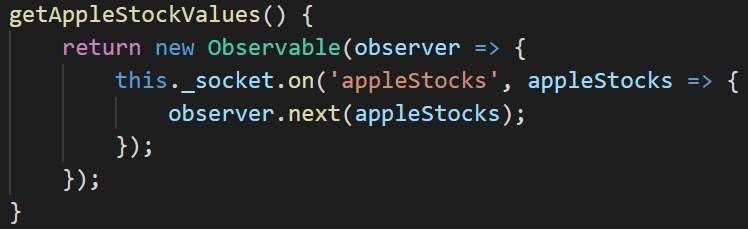 getAppleStockValues() {
    return new Observable(observer => {
        this._socket.on('appleStocks', appleStocks => {
            observer.next(appleStocks);
        });
    });
}